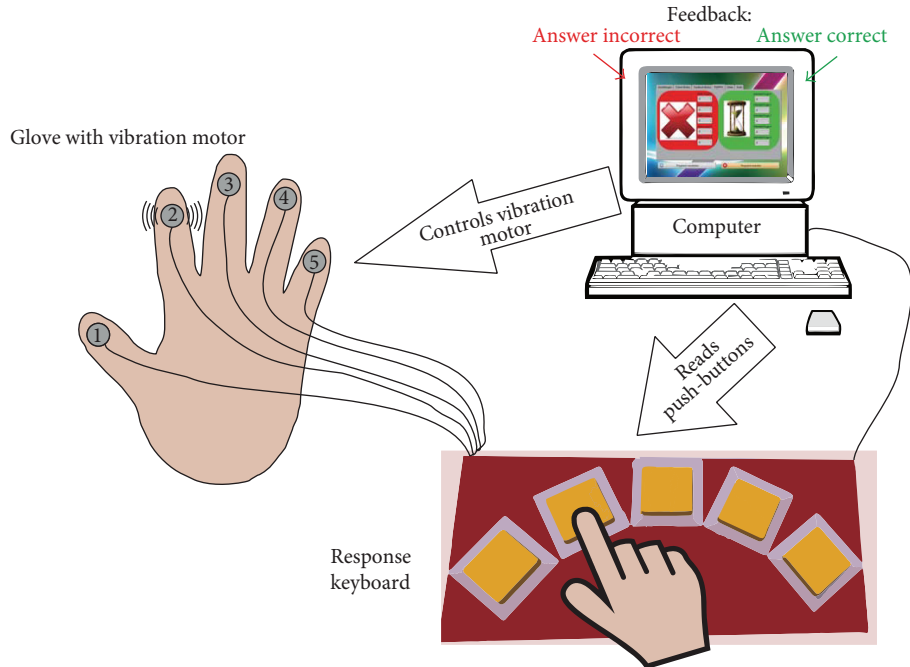 Feedback:
Answer incorrect
Answer correct
Glove with vibration motor
1
2
3
4
5
Controls vibration
motor
Computer
Reads
push-buttons
Response
keyboard